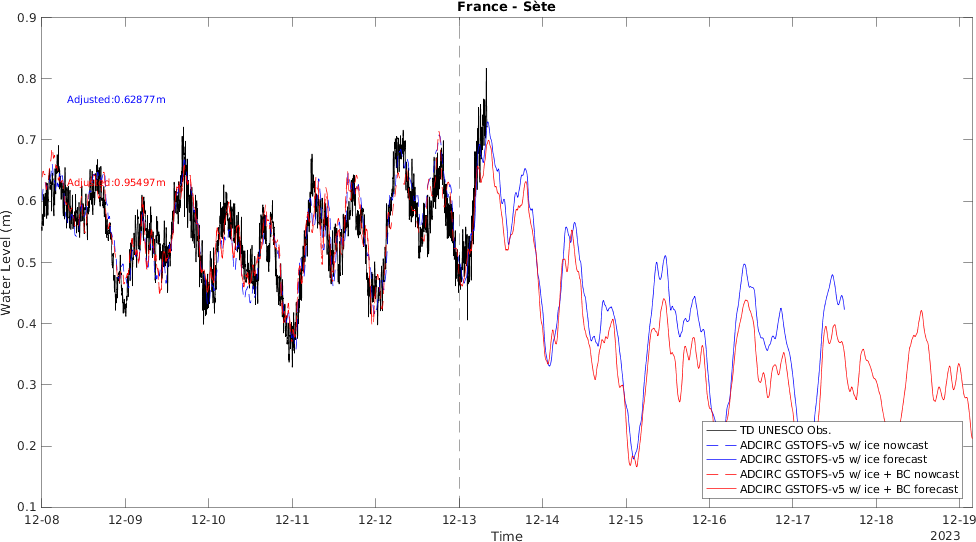 France - Sète
0.9
0.8
0.7
0.6
0.5
0.4
0.3
0.2
0.1
Water Level (m)
Adjusted:0.62877m
Adjusted:0.95497m
TD UNESCO Obs.
ADCIRC GSTOFS-v5 w/ ice nowcast
ADCIRC GSTOFS-v5 w/ ice forecast
ADCIRC GSTOFS-v5 w/ ice + BC nowcast
ADCIRC GSTOFS-v5 w/ ice + BC forecast
12-08 12-09 12-10 12-11 12-12 12-13 12-14 12-15 12-16 12-17 12-18 12-19
Time
2023